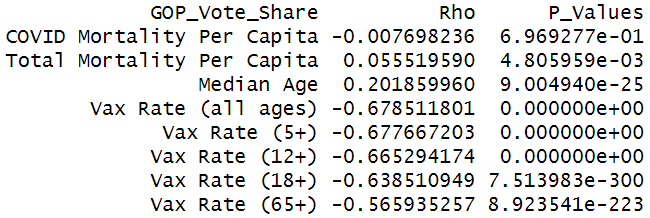 GOP_Vote_Share Rho P_Values
COVID Mortality Per Capita -0.007698236 6.969277e-01
Total Mortality Per Capita 0.055519590 4.805959e-03
Median Age 0.201859960 9.004940e-25
Vax Rate (all ages) -0.678511801 0.000000e+00
Vax Rate (5+) -0.677667203 0.000000e+00
Vax Rate (12+) -0.665294174 0.000000e+00
Vax Rate (18+) -0.638510949 7.513983e-300
Vax Rate (65+) -0.565935257 8.923541e-223